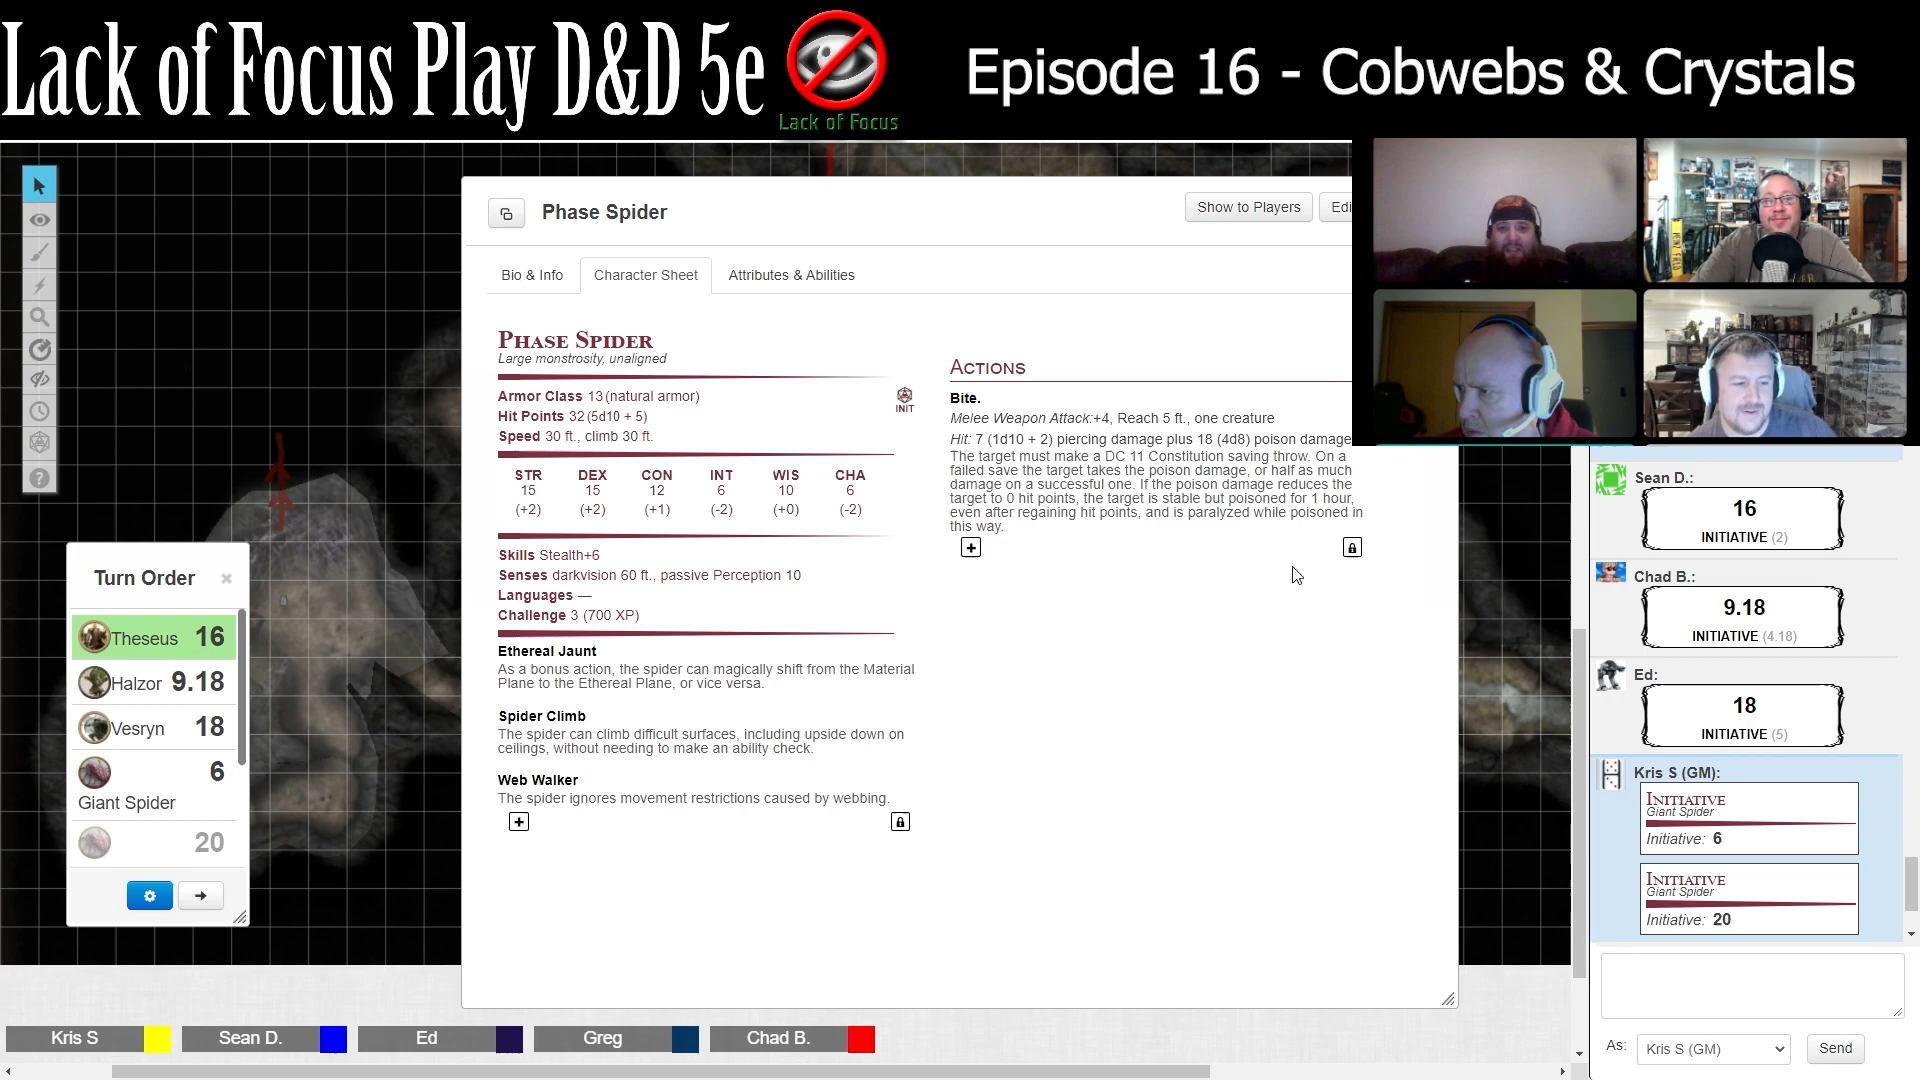 Lack of Focus Play D&D 5e
Lack of Focus
Episode 16 - Cobwebs & Crystals
Phase Spider
Show to Players
Edi
Bio & Info
Character Sheet
Attributes & Abilities
Phase Spider
Large monstrosity, unaligned
Armor Class 13 (natural armor)
Hit Points 32 (5d10 + 5)
Speed 30 ft., climb 30 ft.
INIT
STR DEX CON INT WIS CHA
15 15 12 6 10 6
(+2) (+2) (+1) (-2) (+0) (-2)
Skills Stealth+6
Senses darkvision 60 ft., passive Perception 10
Languages —
Challenge 3 (700 XP)
Ethereal Jaunt
As a bonus action, the spider can magically shift from the Material
Plane to the Ethereal Plane, or vice versa.
Spider Climb
The spider can climb difficult surfaces, including upside down on
ceilings, without needing to make an ability check.
Web Walker
The spider ignores movement restrictions caused by webbing.
Actions
Bite.
Melee Weapon Attack:+4, Reach 5 ft., one creature
Hit: 7 (1d10 + 2) piercing damage plus 18 (4d8) poison damage
The target must make a DC 11 Constitution saving throw. On a
failed save the target takes the poison damage, or half as much
damage on a successful one. If the poison damage reduces the
target to 0 hit points, the target is stable but poisoned for 1 hour,
even after regaining hit points, and is paralyzed while poisoned in
this way.
Turn Order
Theseus 16
Halzor 9.18
Vesryn 18
6
Giant Spider
20
HEINZ FIELD
Sean D.:
16
INITIATIVE (2)
Chad B.:
9.18
INITIATIVE (4.18)
Ed:
18
INITIATIVE (5)
Kris S (GM):
Initiative
Giant Spider
Initiative: 6
Initiative
Giant Spider
Initiative: 20
As:
Kris S (GM)
Send
Kris S
Sean D.
Ed
Greg
Chad B.